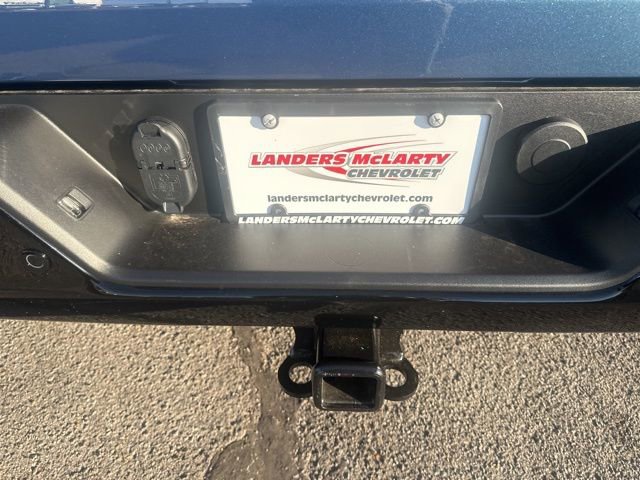 LANDERS McLARTY
CHEVROLET
landersmclartychevrolet.com
LANDERSMCLARTYCHEVROLET.COM